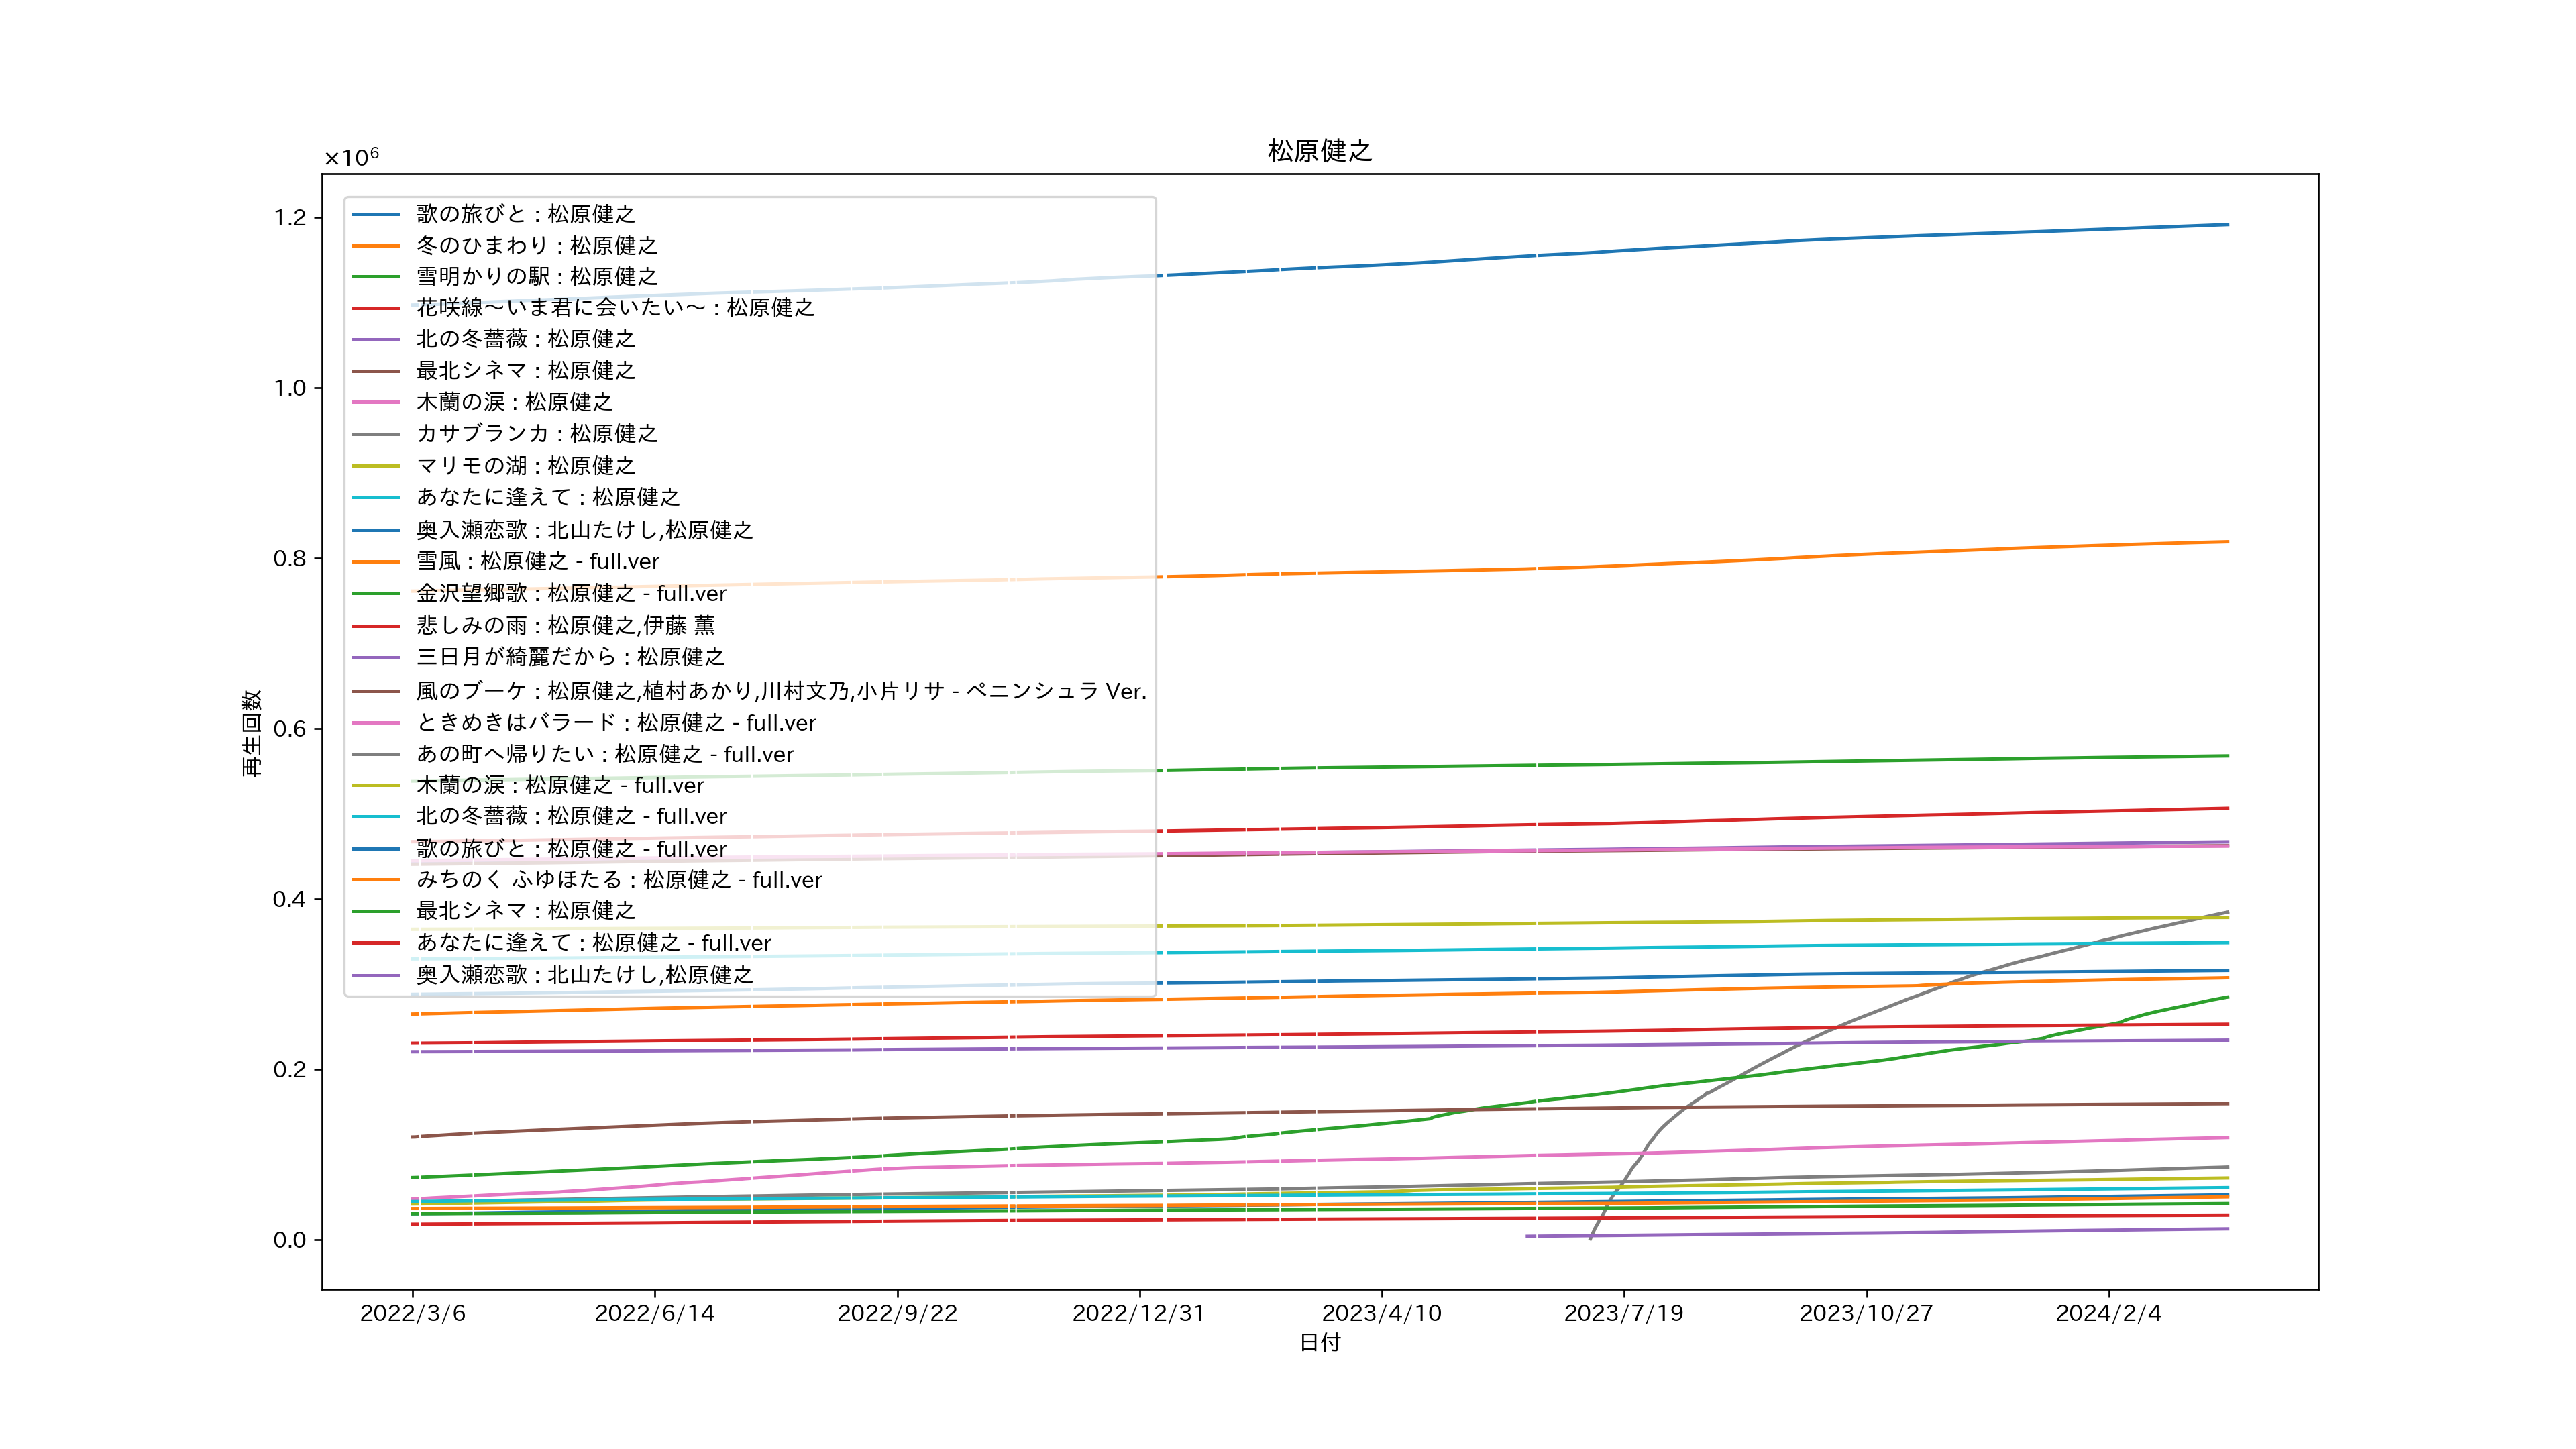 松原健之
×10⁶
1.2
1.0
0.8
0.6
0.4
0.2
0.0
再生回数
歌の旅びと : 松原健之
冬のひまわり : 松原健之
雪明かりの駅 : 松原健之
花咲線～いま君に会いたい～ : 松原健之
北の冬薔薇 : 松原健之
最北シネマ : 松原健之
木蘭の涙 : 松原健之
カサブランカ : 松原健之
マリモの湖 : 松原健之
あなたに逢えて : 松原健之
奥入瀬恋歌 : 北山たけし,松原健之
雪風 : 松原健之 - full.ver
金沢望郷歌 : 松原健之 - full.ver
悲しみの雨 : 松原健之,伊藤 薫
三日月が綺麗だから : 松原健之
風のブーケ : 松原健之,植村あかり,川村文乃,小片リサ - ペニンシュラ Ver.
ときめきはバラード : 松原健之 - full.ver
あの町へ帰りたい : 松原健之 - full.ver
木蘭の涙 : 松原健之 - full.ver
北の冬薔薇 : 松原健之 - full.ver
歌の旅びと : 松原健之 - full.ver
みちのく ふゆほたる : 松原健之 - full.ver
最北シネマ : 松原健之
あなたに逢えて : 松原健之 - full.ver
奥入瀬恋歌 : 北山たけし,松原健之
2022/3/6 2022/6/14 2022/9/22 2022/12/31 2023/4/10 2023/7/19 2023/10/27 2024/2/4
日付